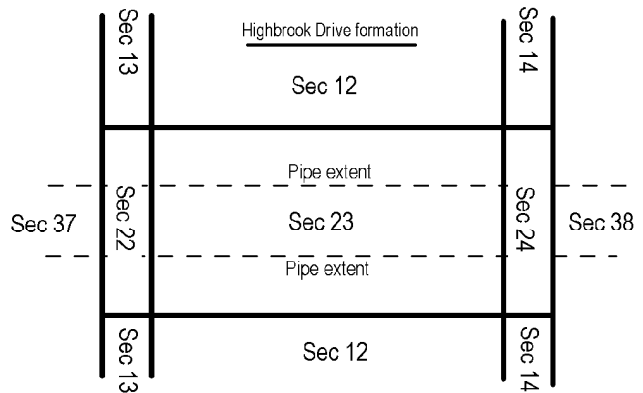 Sec 13
Highbrook Drive formation
Sec 14
Sec 12
Pipe extent
Sec 37
Sec 22
Sec 23
Sec 24
Sec 38
Pipe extent
Sec 13
Sec 12
Sec 14